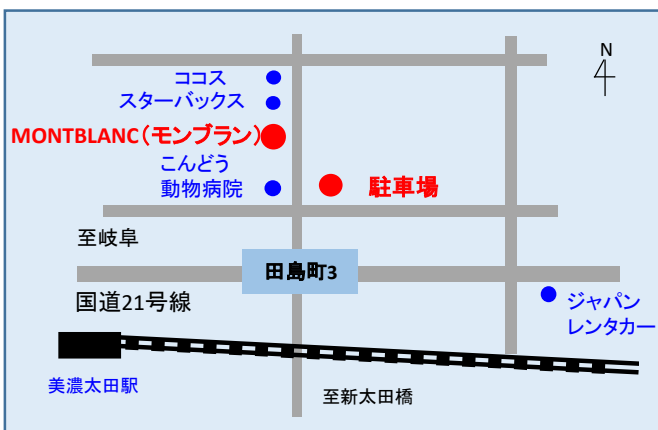 N
ココス
スターバックス
MONTBLANC（モンブラン）
こんどう
動物病院
駐車場
至岐阜
田島町3
国道21号線
ジャパン
レンタカー
美濃太田駅
至新太田橋